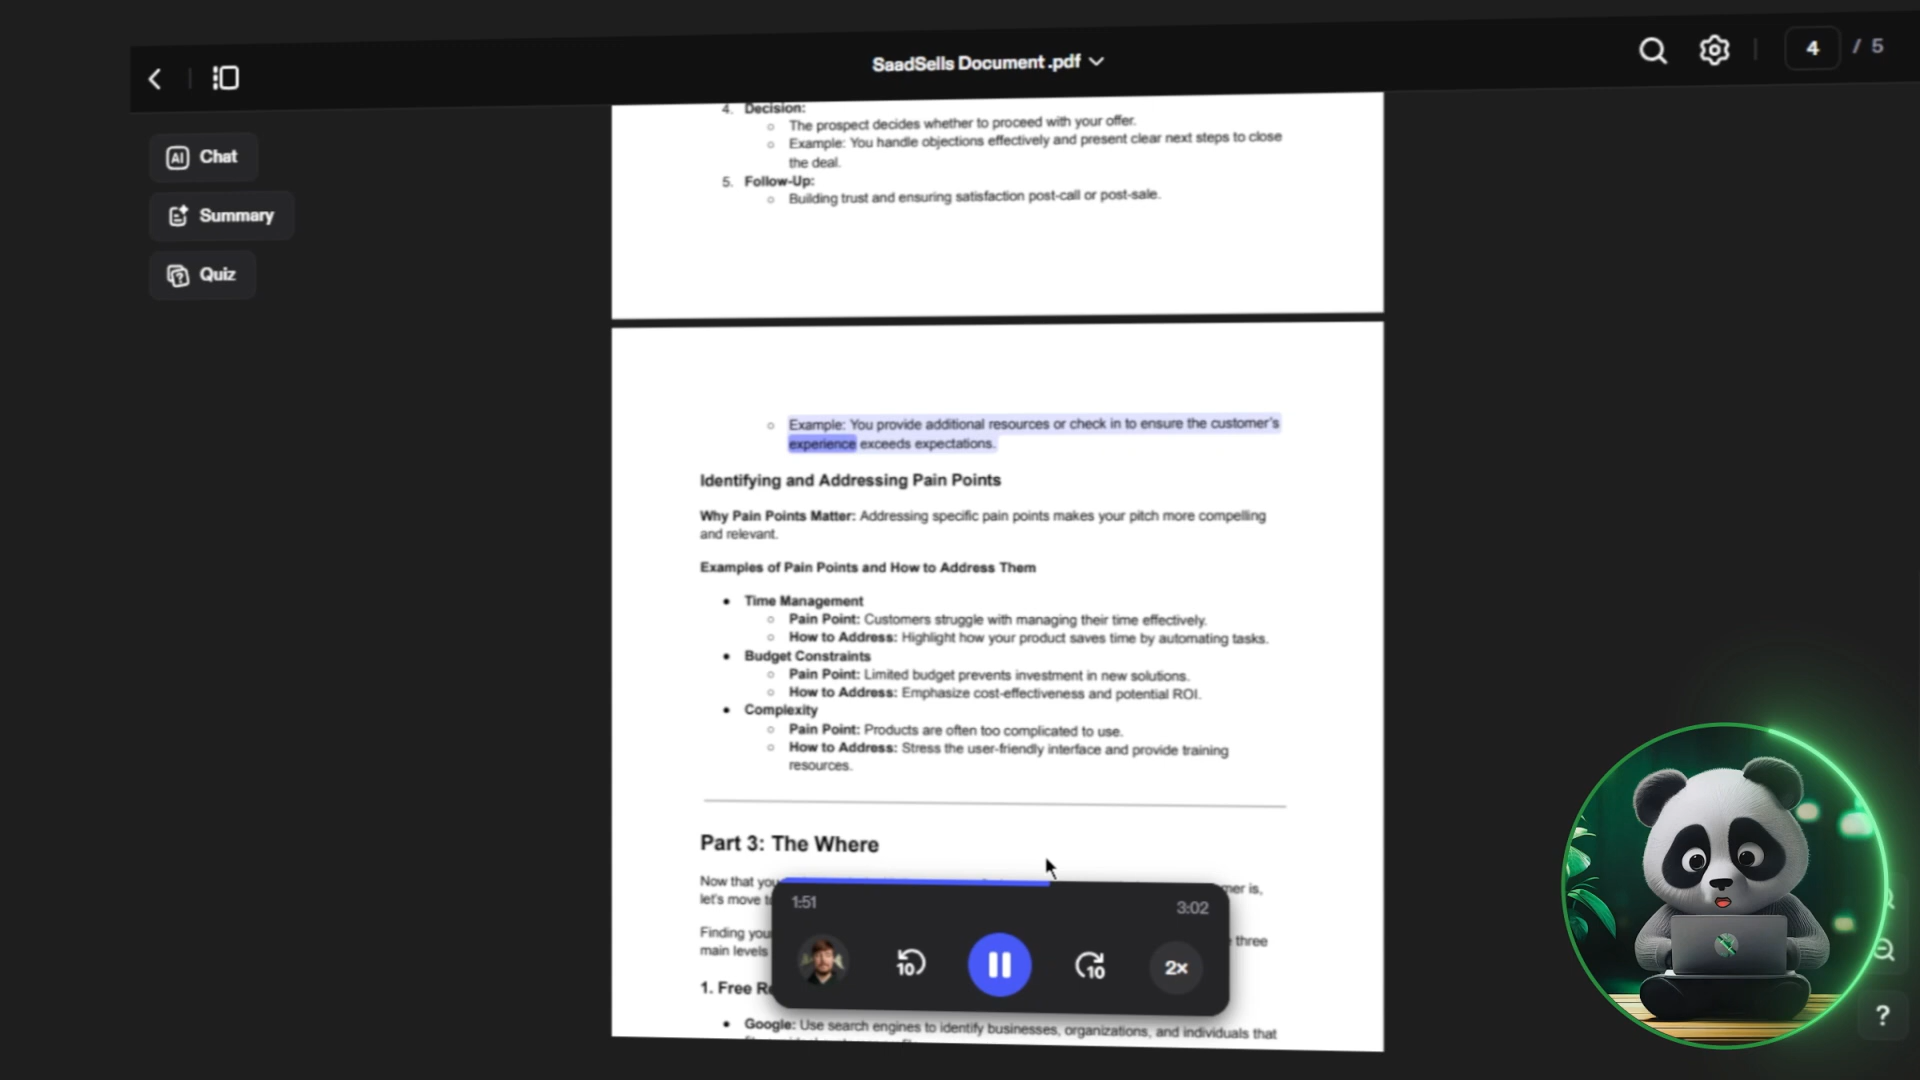 SaadSells Document.pdf
4 / 5
AI Chat
Summary
Quiz
4. Decision:
The prospect decides whether to proceed with your offer.
Example: You handle objections effectively and present clear next steps to close
the deal.
5. Follow-Up:
Building trust and ensuring satisfaction post-call or post-sale.
Example: You provide additional resources or check in to ensure the customer's
experience exceeds expectations.
Identifying and Addressing Pain Points
Why Pain Points Matter: Addressing specific pain points makes your pitch more compelling
and relevant.
Examples of Pain Points and How to Address Them
Time Management
Pain Point: Customers struggle with managing their time effectively.
How to Address: Highlight how your product saves time by automating tasks.
Budget Constraints
Pain Point: Limited budget prevents investment in new solutions.
How to Address: Emphasize cost-effectiveness and potential ROI.
Complexity
Pain Point: Products are often too complicated to use.
How to Address: Stress the user-friendly interface and provide training
resources.
Part 3: The Where
Now that you
let's move
Finding you three
main levels
1. Free
Google: Use search engines to identify businesses, organizations, and individuals that
1:51
3:02
10
10
2x
?